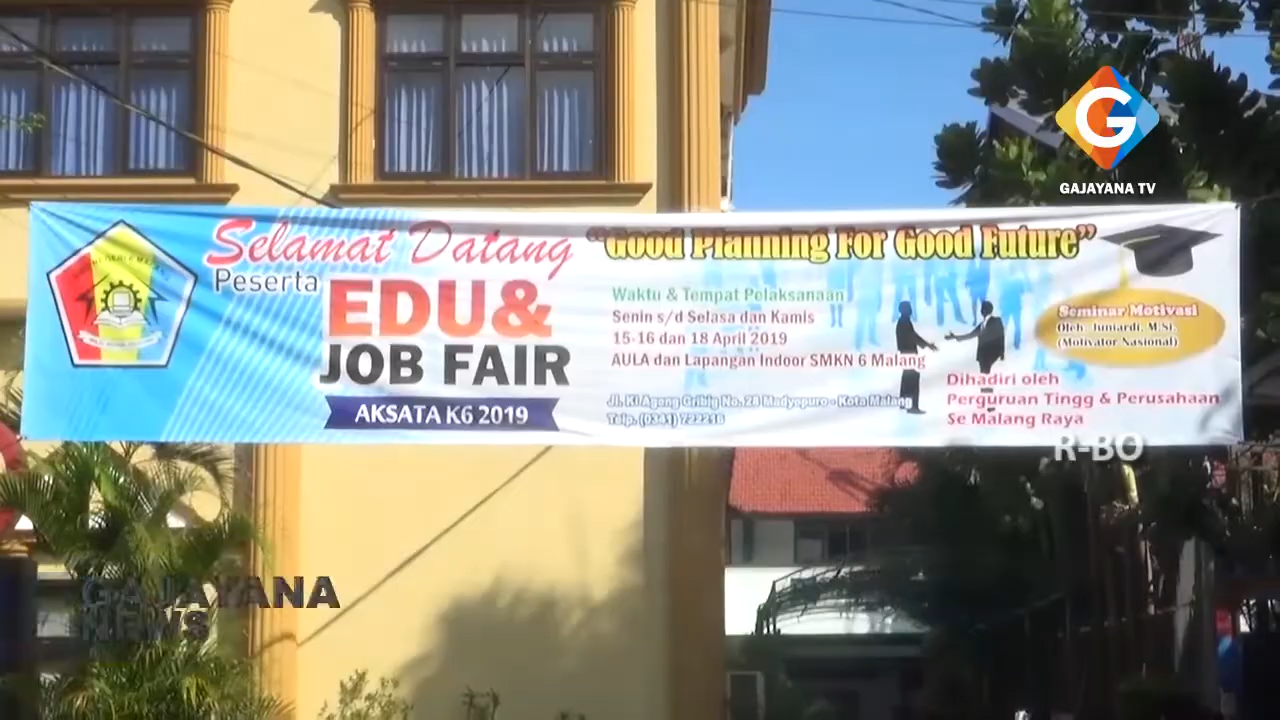 G
GAJAYANA TV
Selamat Datang
Peserta
EDU&
JOB FAIR
AKSATA K6 2019
"Good Planning For Good Future"
Waktu & Tempat Pelaksanaan
Senin s/d Selasa dan Kamis
15-16 dan 18 April 2019
AULA dan Lapangan Indoor SMKN 6 Malang
Jl. Ki Ageng Gribig No. 28 Madyopuro - Kota Malang
Telp. (0341) 722216
Seminar Motivasi
Oleh Juniardi, M.Si.
(Motivator Nasional)
Dihadiri oleh
Perguruan Tingg & Perusahaan
Se Malang Raya
R-BO
GAJAYANA
NEWS